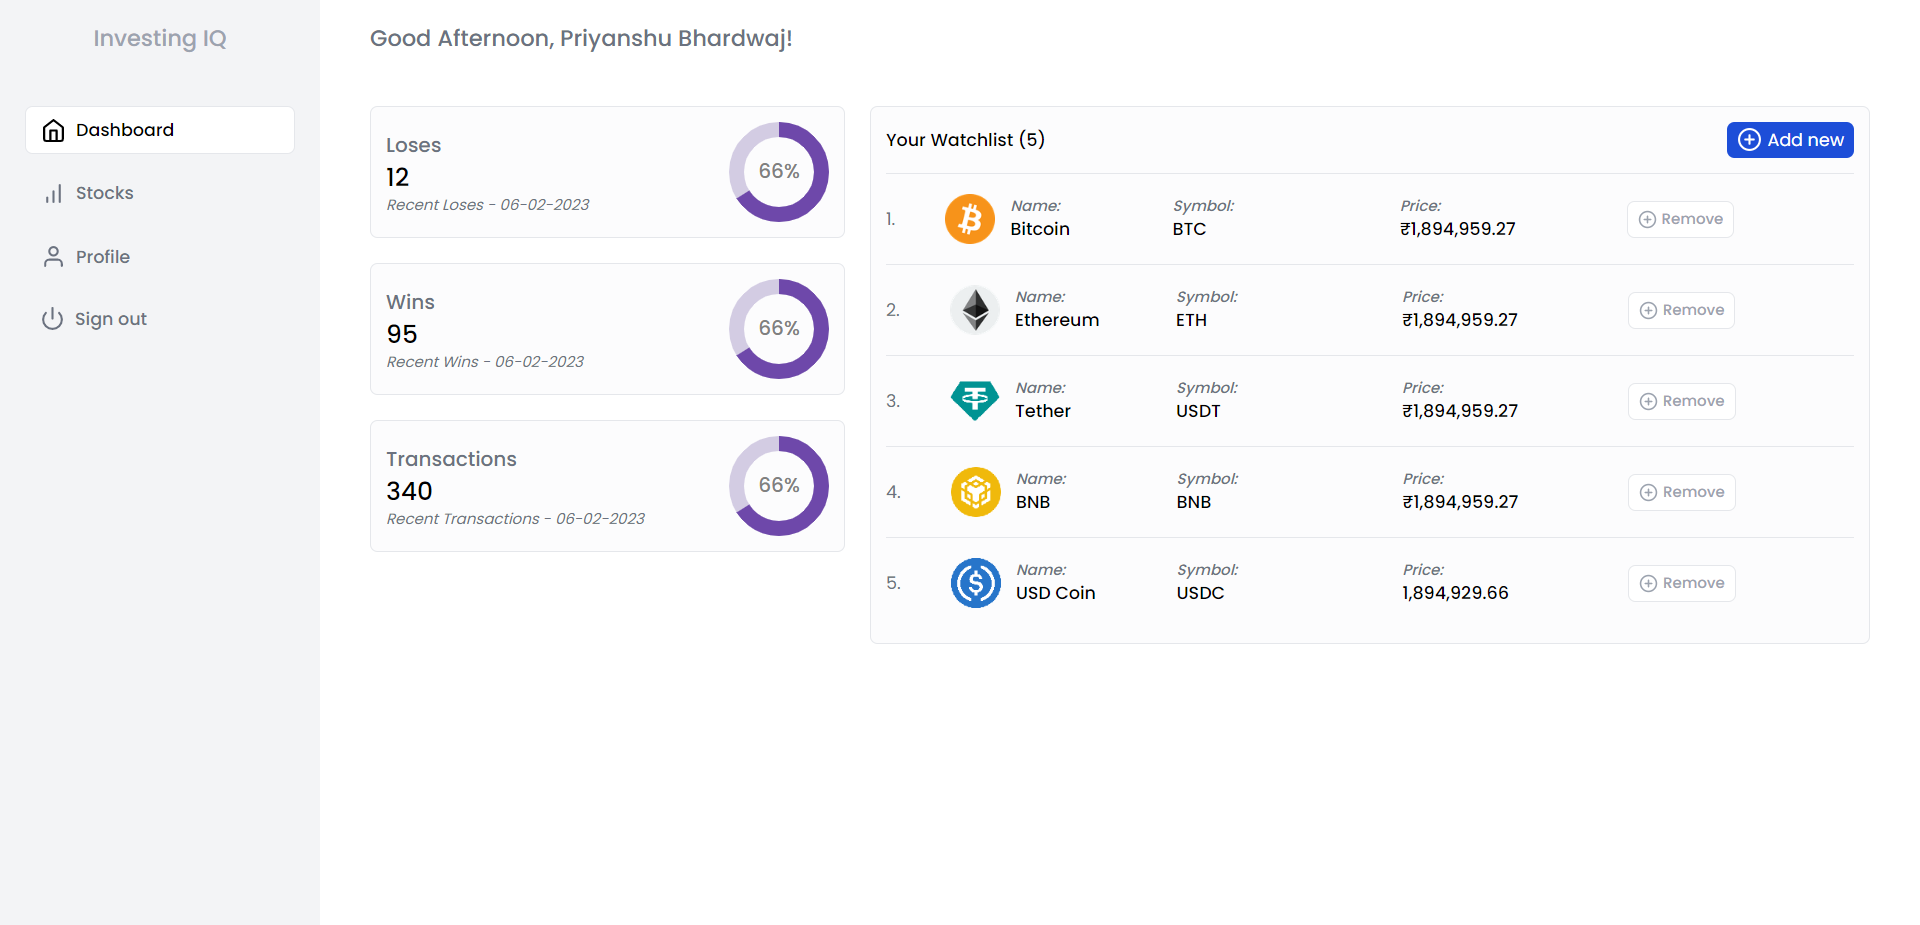 Investing IQ
Dashboard
Stocks
Profile
Sign out
Good Afternoon, Priyanshu Bhardwaj!
Loses
12
Recent Loses - 06-02-2023
66%
Wins
95
Recent Wins - 06-02-2023
66%
Transactions
340
Recent Transactions - 06-02-2023
66%
Your Watchlist (5)
Add new
1. Name: Symbol: Price:
Bitcoin BTC ₹1,894,959.27 Remove
2. Name: Symbol: Price:
Ethereum ETH ₹1,894,959.27 Remove
3. Name: Symbol: Price:
Tether USDT ₹1,894,959.27 Remove
4. Name: Symbol: Price:
BNB BNB ₹1,894,959.27 Remove
5. Name: Symbol: Price:
USD Coin USDC 1,894,929.66 Remove